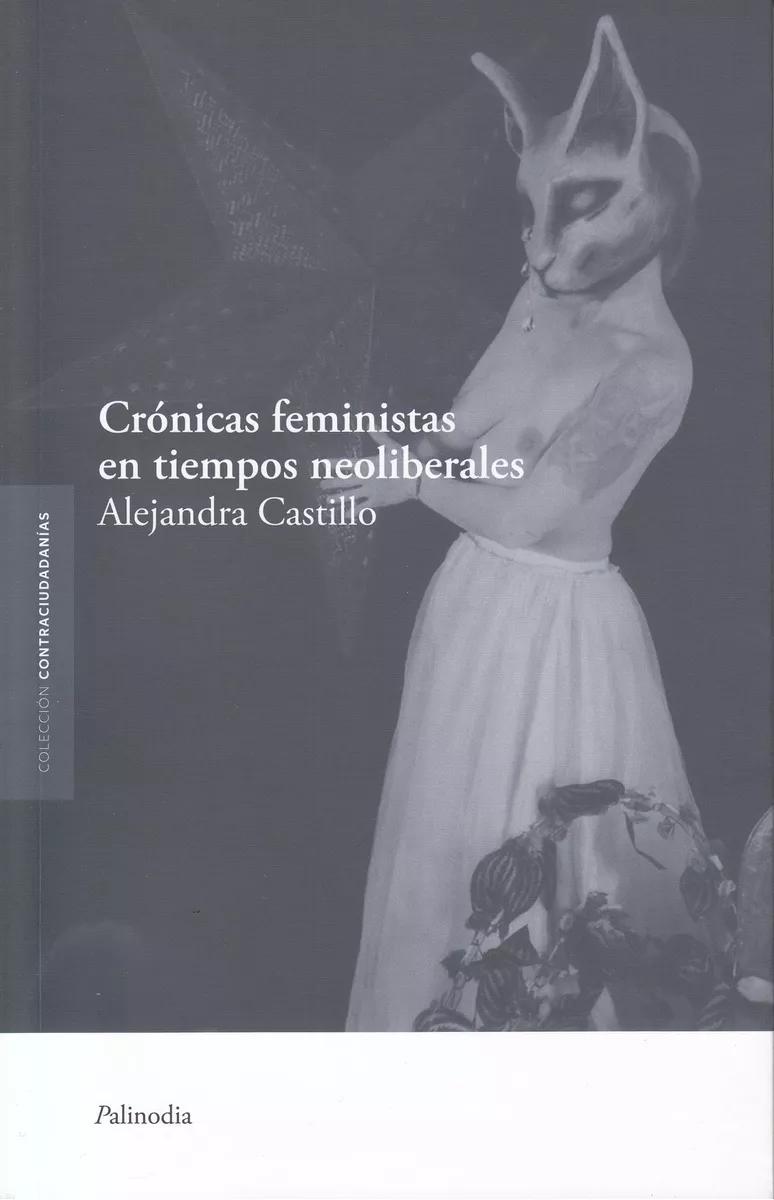 Crónicas feministas
en tiempos neoliberales
Alejandra Castillo
COLECCIÓN CONTRACIUDADANÍAS
Palinodia